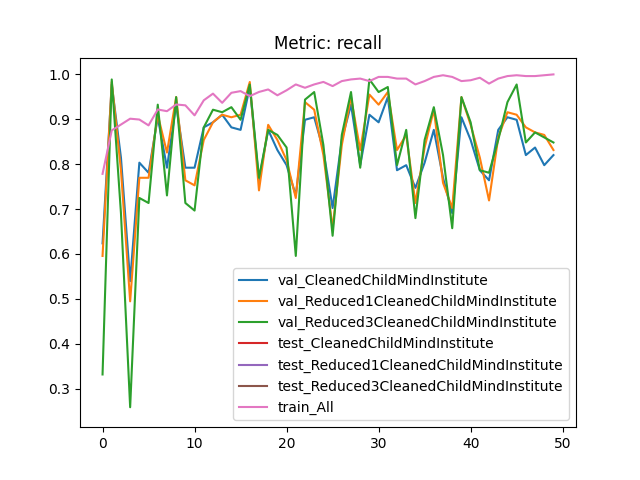 Metric: recall
1.0
0.9
0.8
0.7
0.6
0.5
0.4
0.3
val_CleanedChildMindInstitute
val_Reduced1CleanedChildMindInstitute
val_Reduced3CleanedChildMindInstitute
test_CleanedChildMindInstitute
test_Reduced1CleanedChildMindInstitute
test_Reduced3CleanedChildMindInstitute
train_All
0 10 20 30 40 50